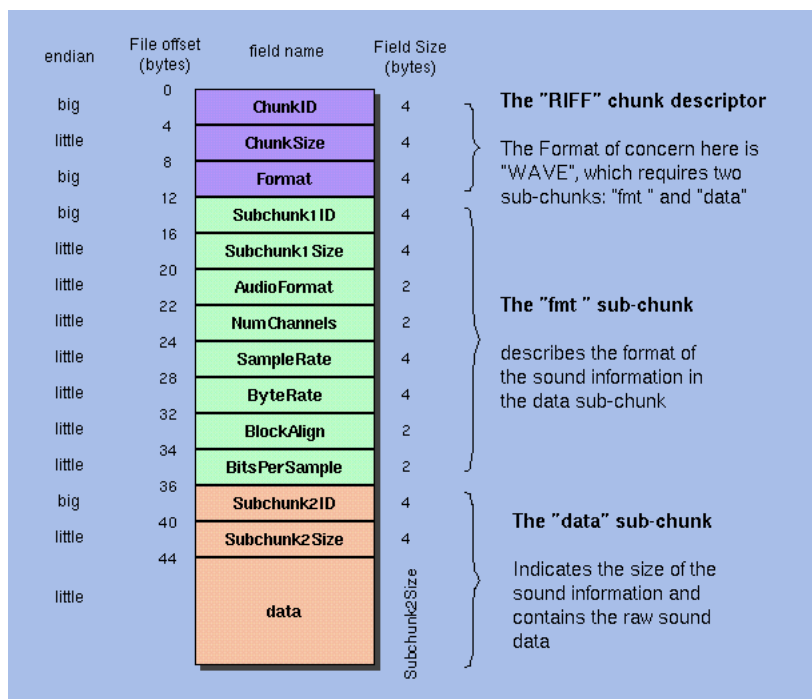 endian
File offset
(bytes)
field name
Field Size
(bytes)
0
big
ChunkID
4
4
little
ChunkSize
4
8
big
Format
4
12
big
Subchunk1ID
4
16
little
Subchunk1Size
4
20
little
AudioFormat
2
22
little
NumChannels
2
24
little
SampleRate
4
28
little
ByteRate
4
32
little
BlockAlign
2
34
little
BitsPerSample
2
36
big
Subchunk2ID
4
40
little
Subchunk2Size
4
44
little
data
Subchunk2Size
The "RIFF" chunk descriptor
The Format of concern here is
"WAVE", which requires two
sub-chunks: "fmt " and "data"
The "fmt " sub-chunk
describes the format of
the sound information in
the data sub-chunk
The "data" sub-chunk
Indicates the size of the
sound information and
contains the raw sound
data